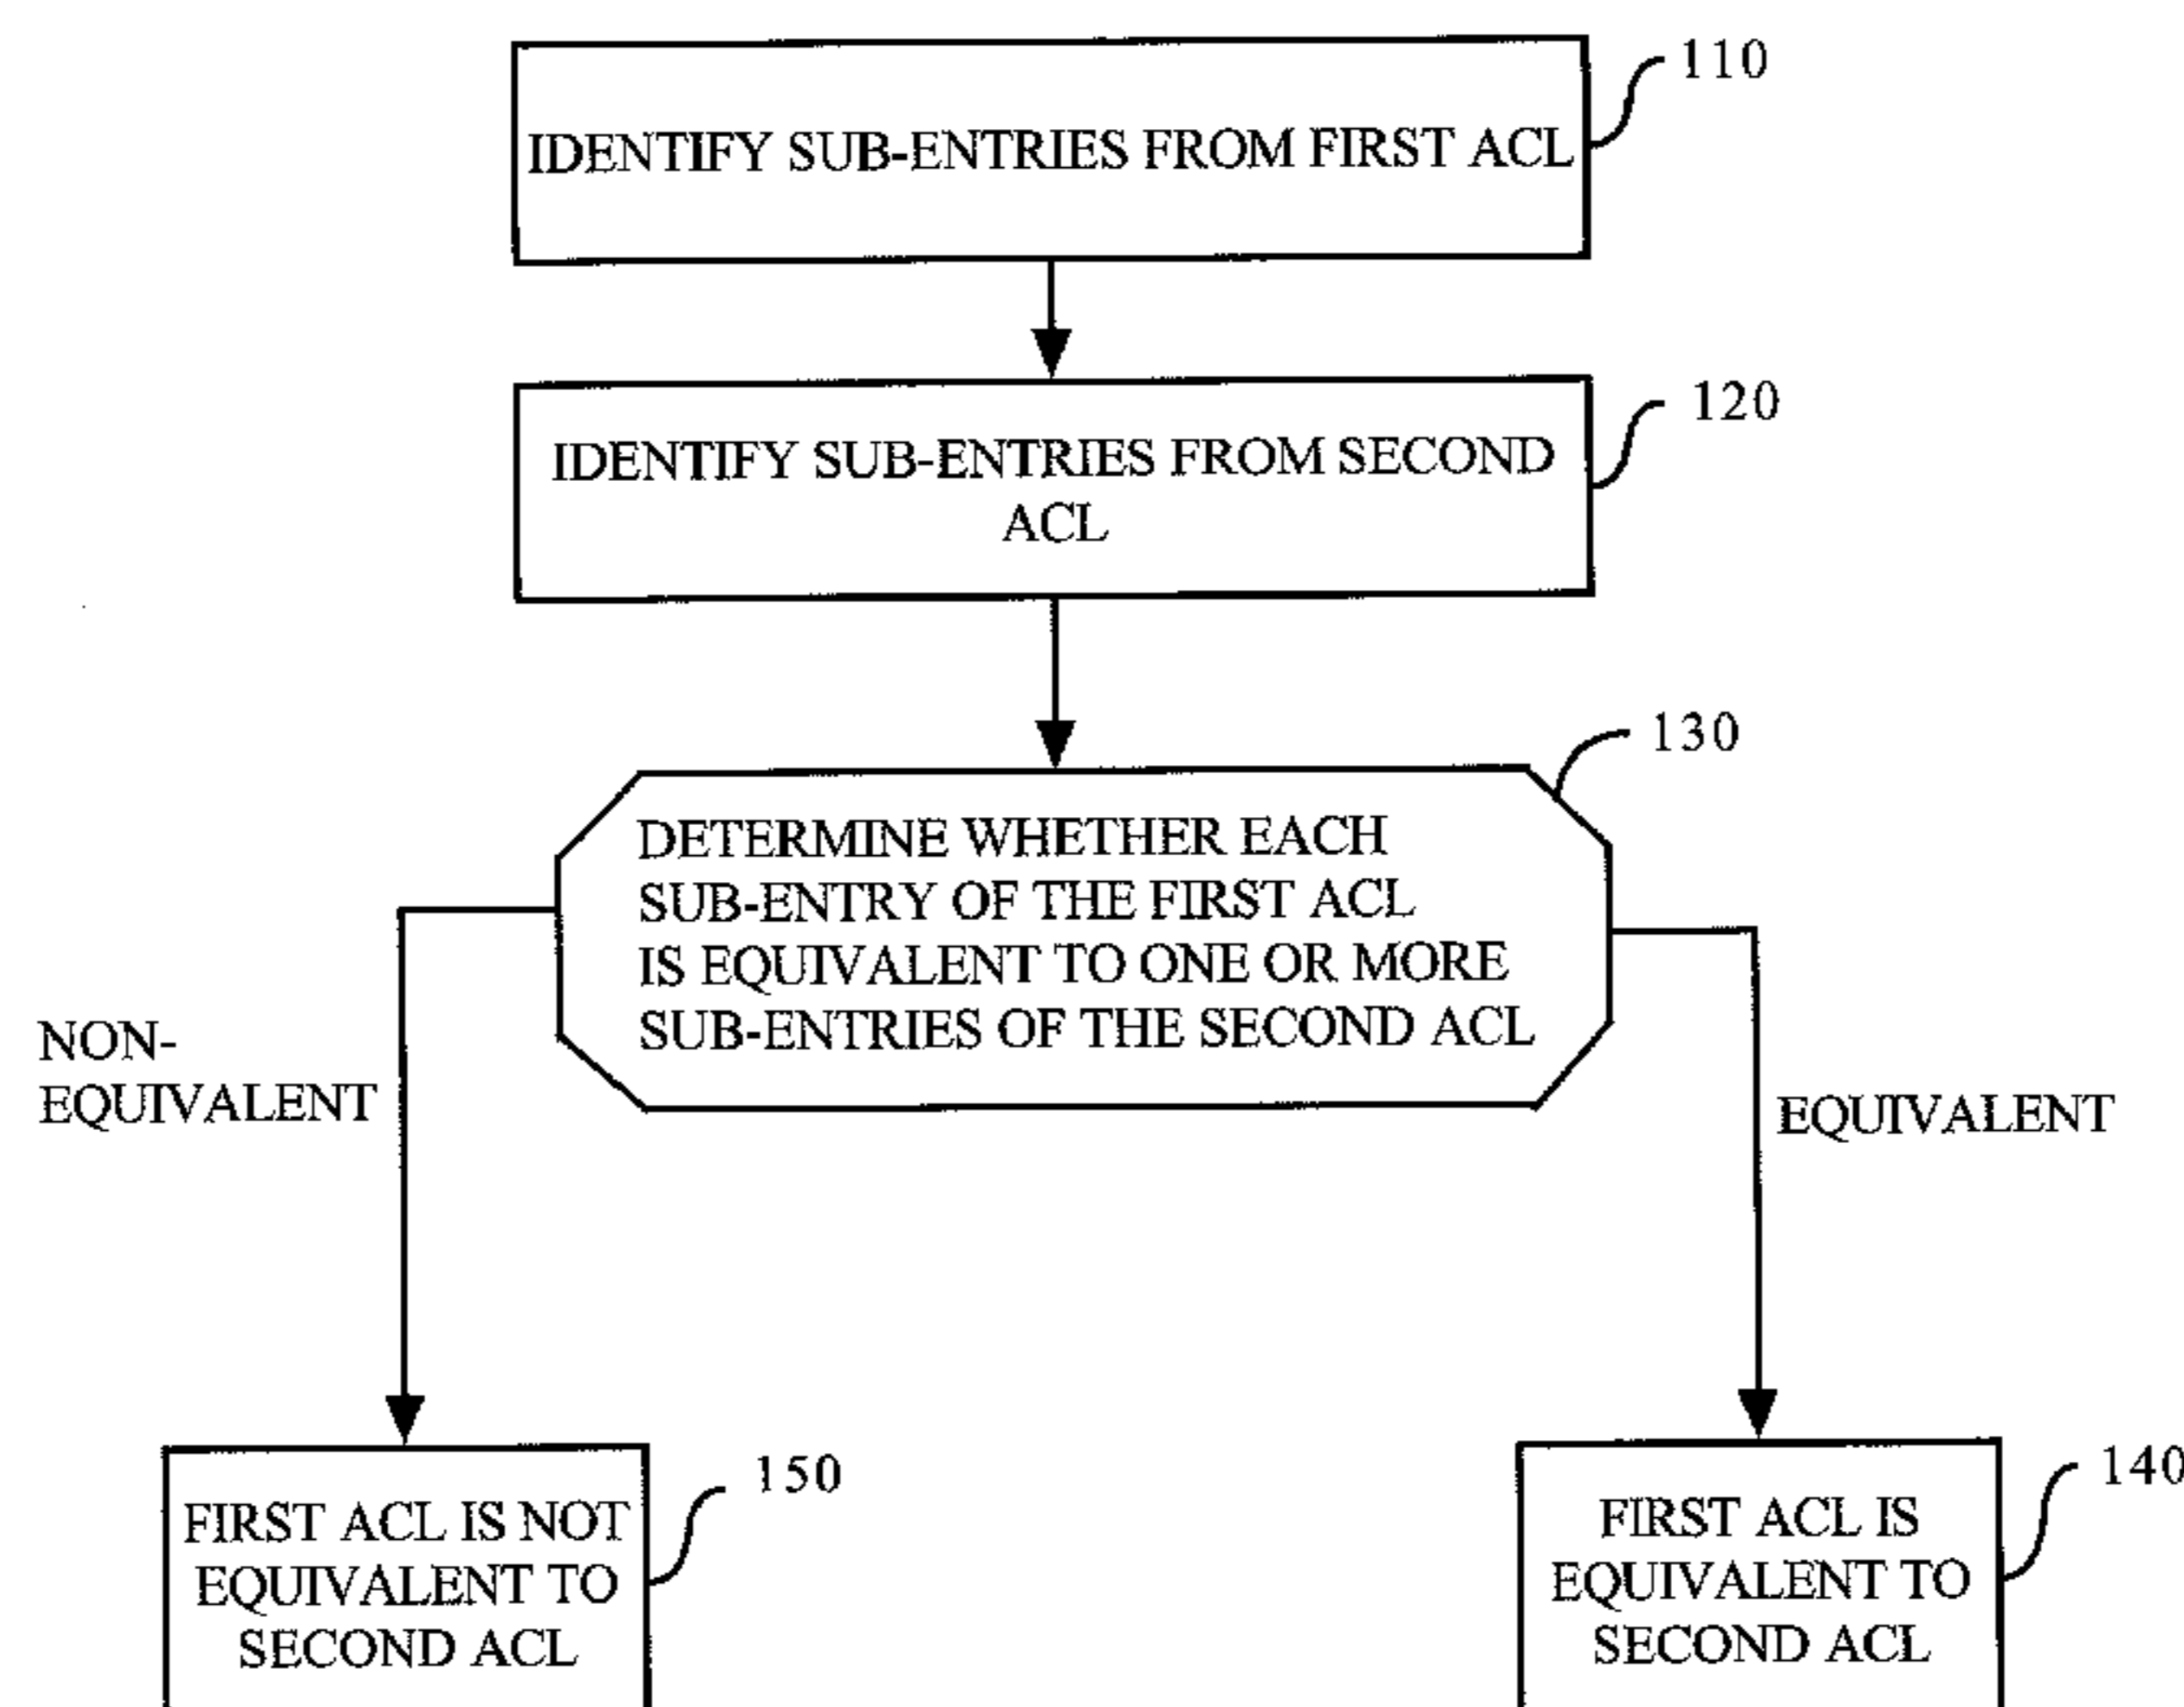 110
IDENTIFY SUB-ENTRIES FROM FIRST ACL
120
IDENTIFY SUB-ENTRIES FROM SECOND
ACL
130
DETERMINE WHETHER EACH
SUB-ENTRY OF THE FIRST ACL
IS EQUIVALENT TO ONE OR MORE
SUB-ENTRIES OF THE SECOND ACL
NON-
EQUIVALENT
EQUIVALENT
150
FIRST ACL IS NOT
EQUIVALENT TO
SECOND ACL
140
FIRST ACL IS
EQUIVALENT TO
SECOND ACL